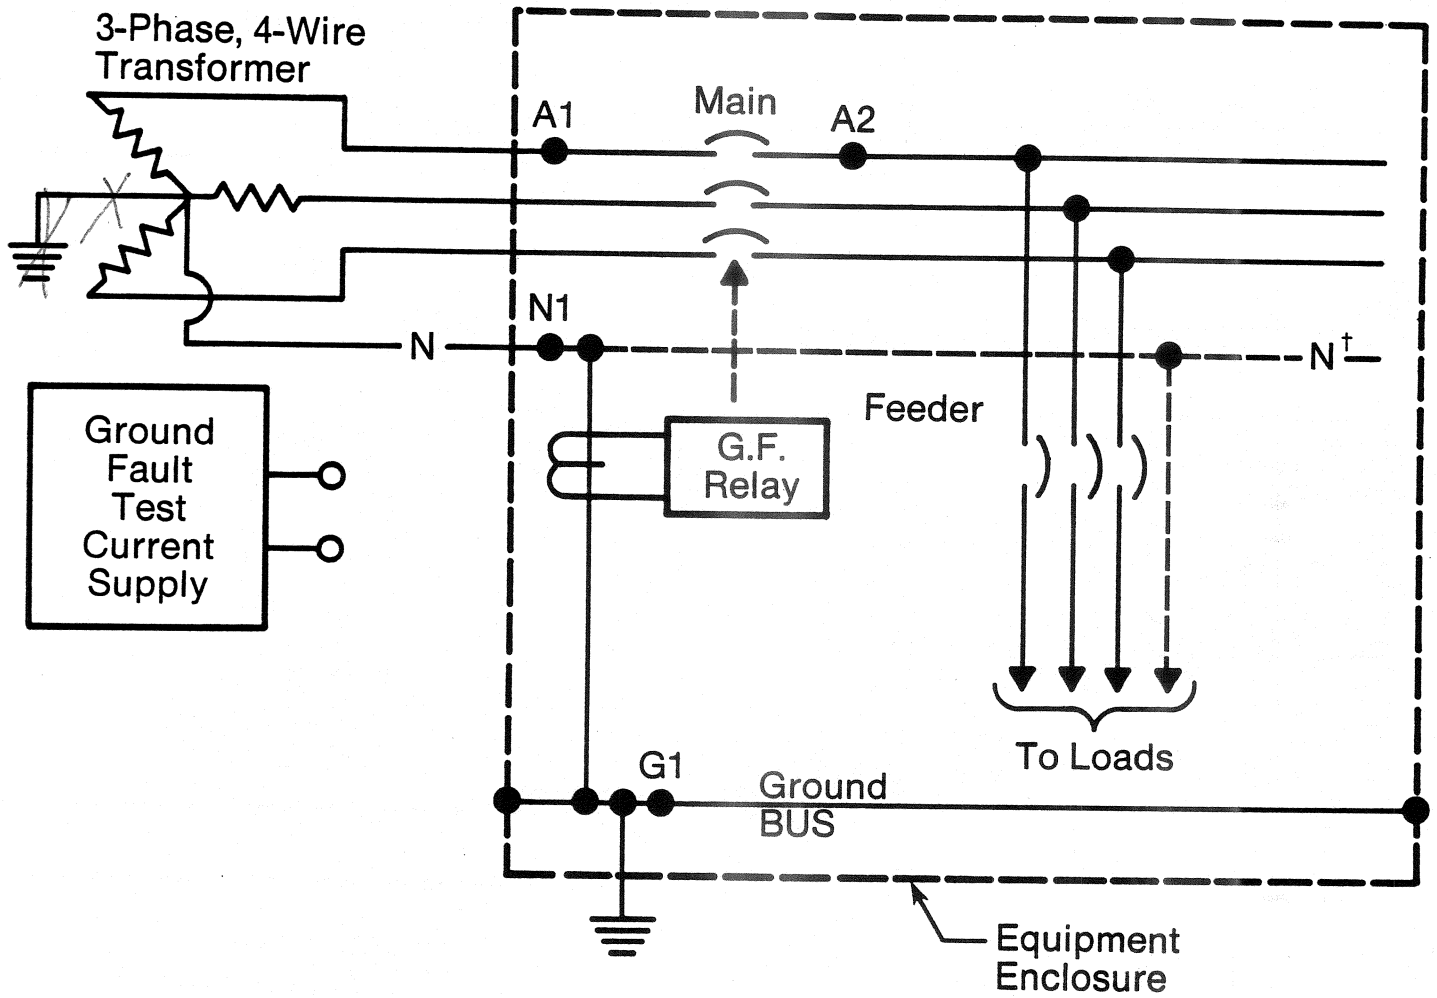 3-Phase, 4-Wire
Transformer
A1
Main
A2
N1
N
N†
Feeder
Ground
Fault
Test
Current
Supply
G.F.
Relay
To Loads
G1
Ground
BUS
Equipment
Enclosure